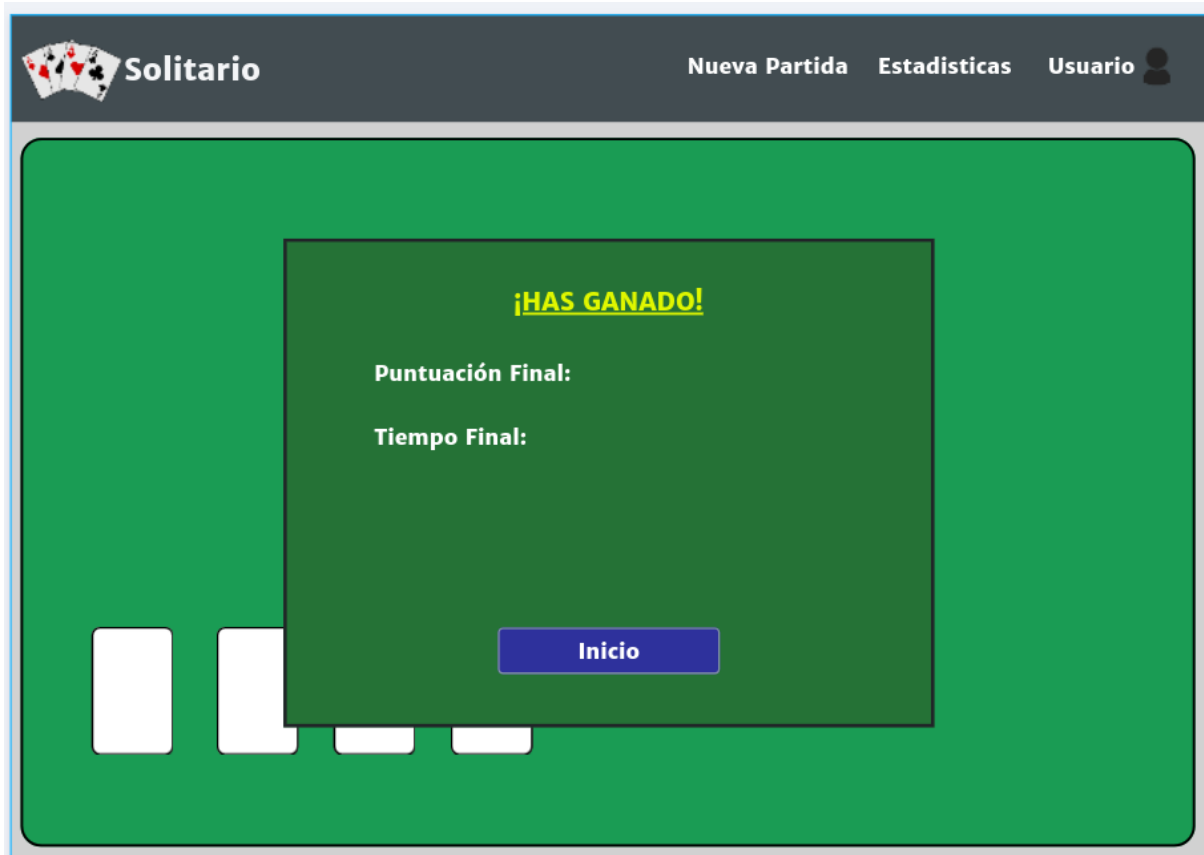 Solitario
Nueva Partida Estadisticas Usuario
¡HAS GANADO!
Puntuación Final:
Tiempo Final:
Inicio